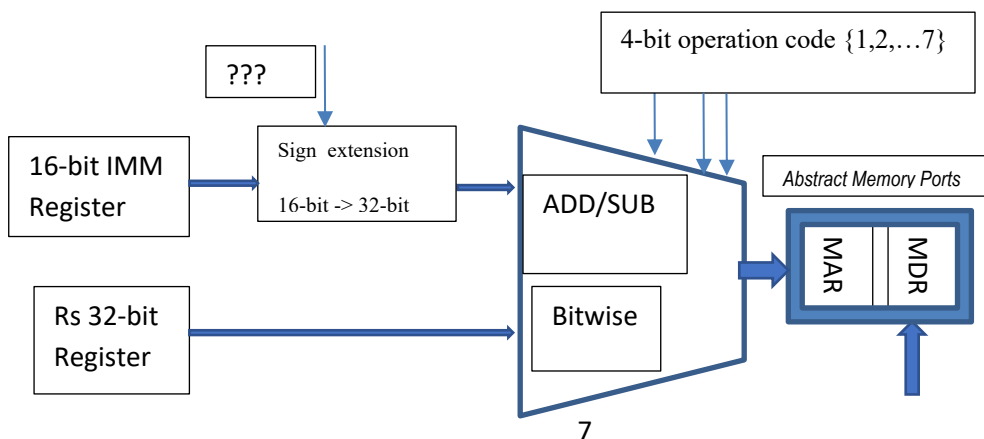 4-bit operation code {1,2,…7}
???
Sign extension
16-bit -> 32-bit
16-bit IMM
Register
Abstract Memory Ports
ADD/SUB
MAR
MDR
Bitwise
Rs 32-bit
Register
7